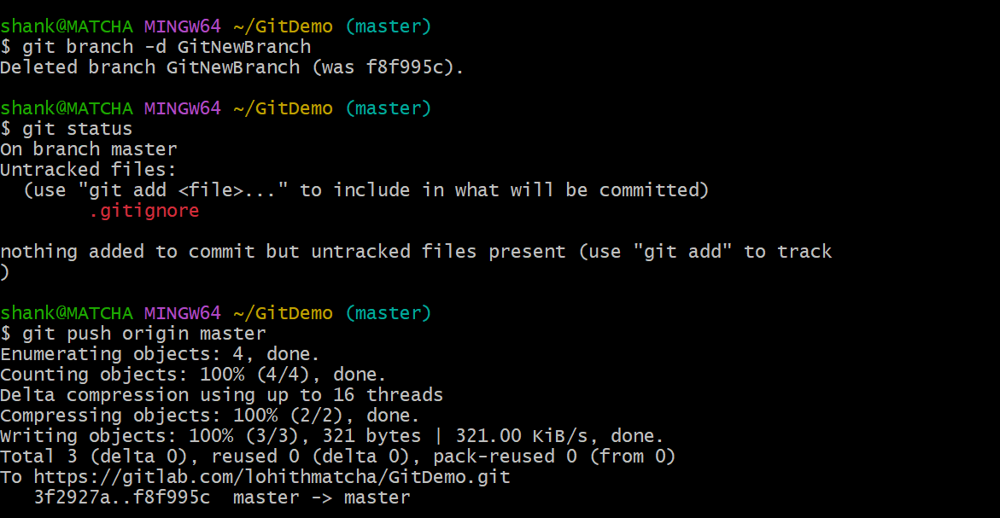 shank@MATCHA MINGW64 ~/GitDemo (master)
$ git branch -d GitNewBranch
Deleted branch GitNewBranch (was f8f995c).
shank@MATCHA MINGW64 ~/GitDemo (master)
$ git status
On branch master
Untracked files:
  (use "git add <file>..." to include in what will be committed)
        .gitignore
nothing added to commit but untracked files present (use "git add" to track
)
shank@MATCHA MINGW64 ~/GitDemo (master)
$ git push origin master
Enumerating objects: 4, done.
Counting objects: 100% (4/4), done.
Delta compression using up to 16 threads
Compressing objects: 100% (2/2), done.
Writing objects: 100% (3/3), 321 bytes | 321.00 KiB/s, done.
Total 3 (delta 0), reused 0 (delta 0), pack-reused 0 (from 0)
To https://gitlab.com/lohithmatcha/GitDemo.git
   3f2927a..f8f995c  master -> master